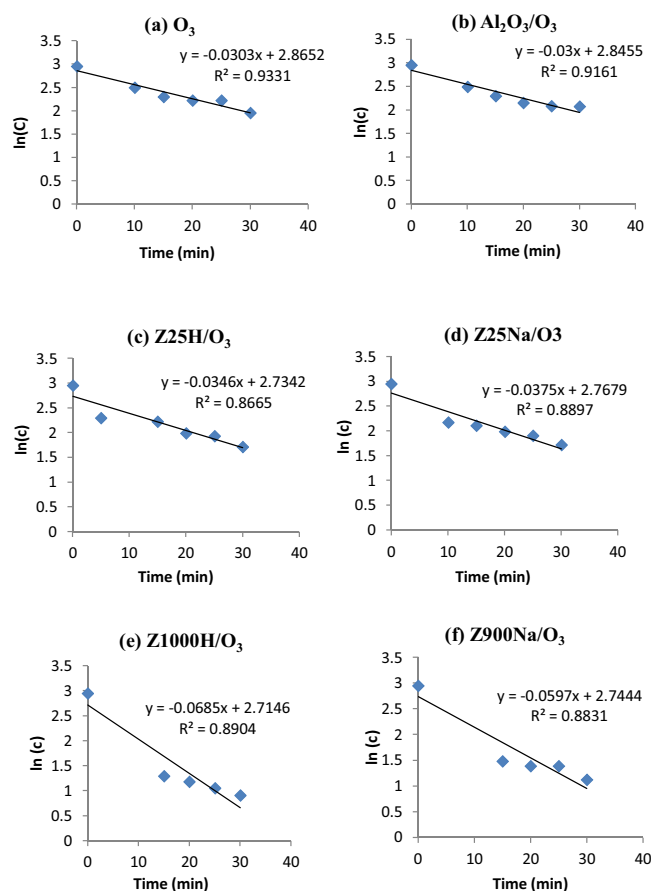 (a) O₃
y = -0.0303x + 2.8652
R² = 0.9331
3.5
3
2.5
2
1.5
1
0.5
0
ln(C)
0 10 20 30 40
Time (min)
(b) Al₂O₃/O₃
y = -0.03x + 2.8455
R² = 0.9161
3.5
3
2.5
2
1.5
1
0.5
0
ln(c)
0 10 20 30 40
Time (min)
(c) Z25H/O₃
y = -0.0346x + 2.7342
R² = 0.8665
3.5
3
2.5
2
1.5
1
0.5
0
ln(c)
0 10 20 30 40
Time (min)
(d) Z25Na/O3
y = -0.0375x + 2.7679
R² = 0.8897
3.5
3
2.5
2
1.5
1
0.5
0
ln (c)
0 10 20 30 40
Time (min)
(e) Z1000H/O₃
y = -0.0685x + 2.7146
R² = 0.8904
3.5
3
2.5
2
1.5
1
0.5
0
ln (c)
0 10 20 30 40
Time (min)
(f) Z900Na/O₃
y = -0.0597x + 2.7444
R² = 0.8831
3.5
3
2.5
2
1.5
1
0.5
0
ln (c)
0 10 20 30 40
Time (min)